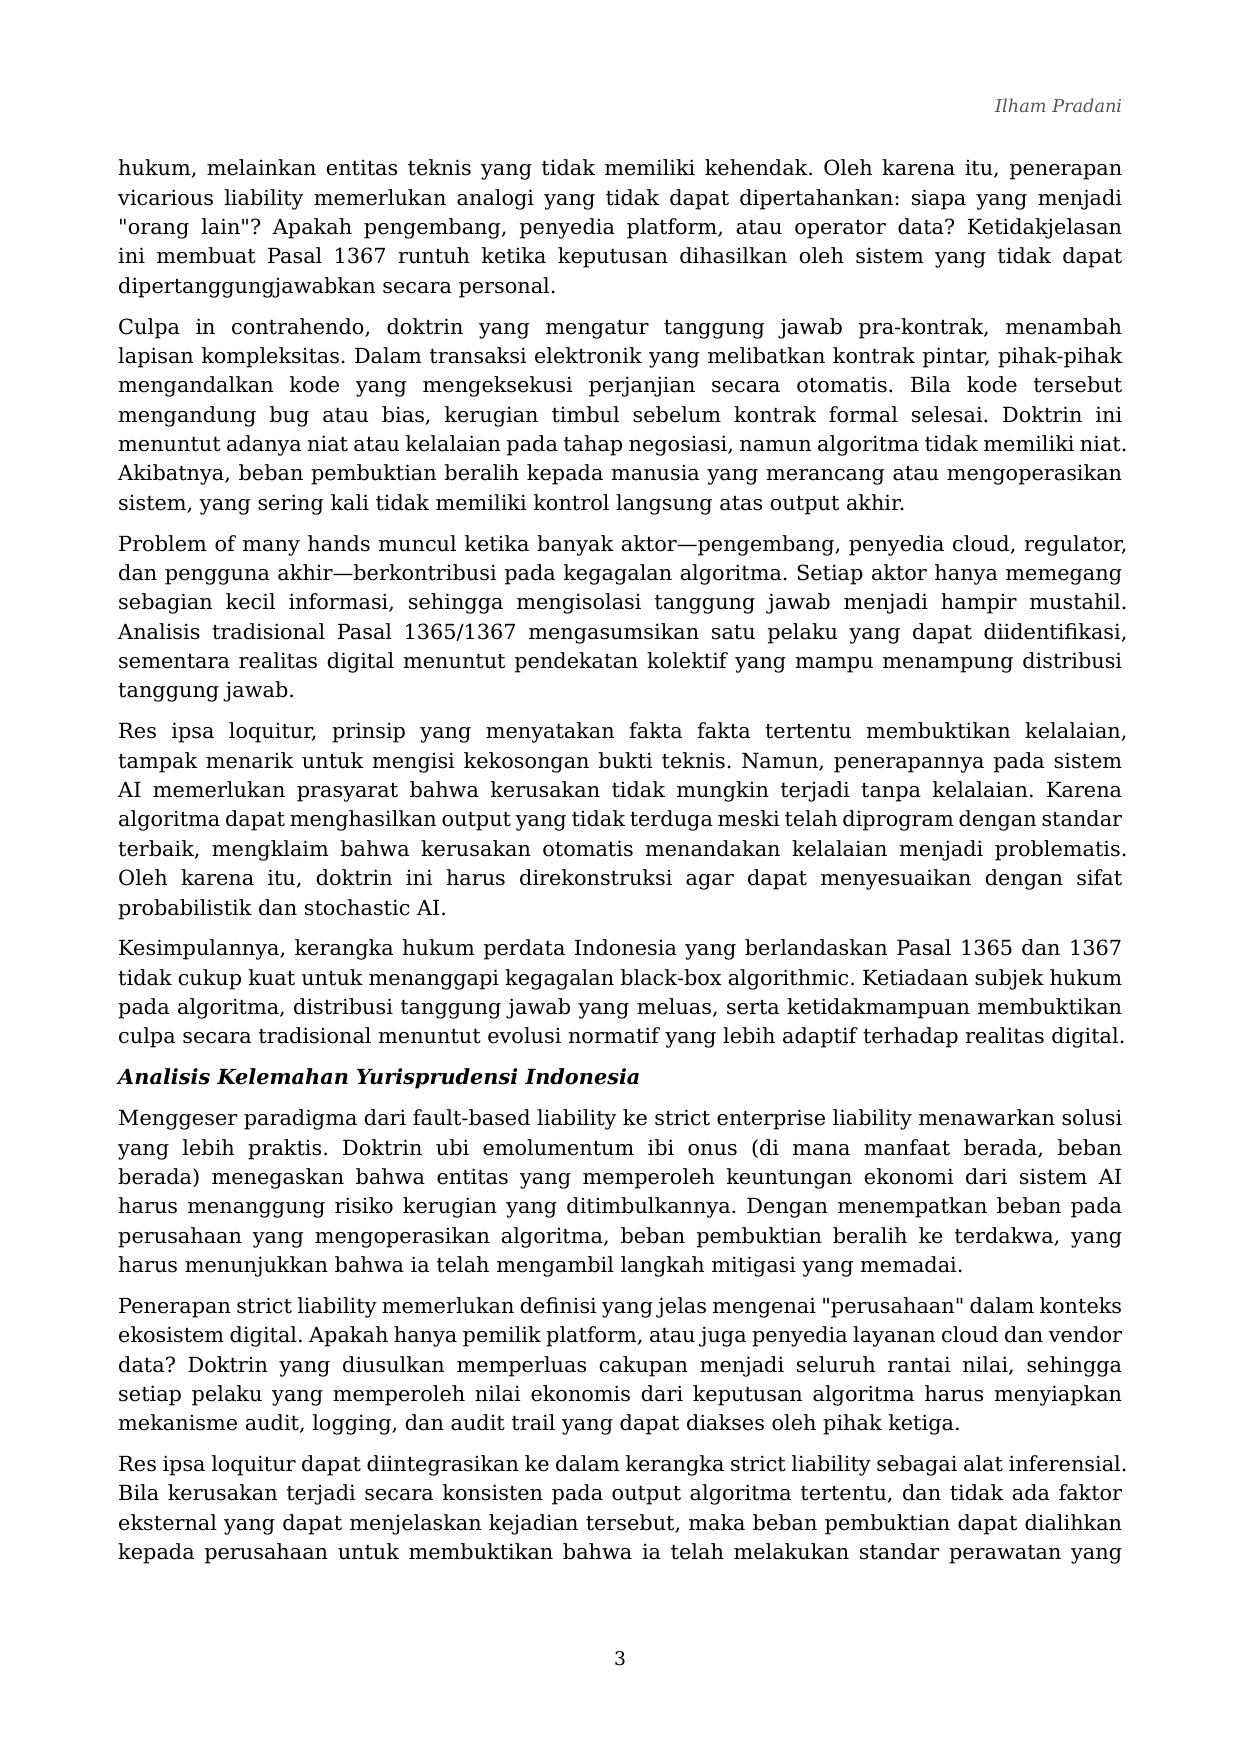 Ilham Pradani
hukum, melainkan entitas teknis yang tidak memiliki kehendak. Oleh karena itu, penerapan
vicarious liability memerlukan analogi yang tidak dapat dipertahankan: siapa yang menjadi
"orang lain"? Apakah pengembang, penyedia platform, atau operator data? Ketidakjelasan
ini membuat Pasal 1367 runtuh ketika keputusan dihasilkan oleh sistem yang tidak dapat
dipertanggungjawabkan secara personal.
Culpa in contrahendo, doktrin yang mengatur tanggung jawab pra-kontrak, menambah
lapisan kompleksitas. Dalam transaksi elektronik yang melibatkan kontrak pintar, pihak-pihak
mengandalkan kode yang mengeksekusi perjanjian secara otomatis. Bila kode tersebut
mengandung bug atau bias, kerugian timbul sebelum kontrak formal selesai. Doktrin ini
menuntut adanya niat atau kelalaian pada tahap negosiasi, namun algoritma tidak memiliki niat.
Akibatnya, beban pembuktian beralih kepada manusia yang merancang atau mengoperasikan
sistem, yang sering kali tidak memiliki kontrol langsung atas output akhir.
Problem of many hands muncul ketika banyak aktor—pengembang, penyedia cloud, regulator,
dan pengguna akhir—berkontribusi pada kegagalan algoritma. Setiap aktor hanya memegang
sebagian kecil informasi, sehingga mengisolasi tanggung jawab menjadi hampir mustahil.
Analisis tradisional Pasal 1365/1367 mengasumsikan satu pelaku yang dapat diidentifikasi,
sementara realitas digital menuntut pendekatan kolektif yang mampu menampung distribusi
tanggung jawab.
Res ipsa loquitur, prinsip yang menyatakan fakta fakta tertentu membuktikan kelalaian,
tampak menarik untuk mengisi kekosongan bukti teknis. Namun, penerapannya pada sistem
AI memerlukan prasyarat bahwa kerusakan tidak mungkin terjadi tanpa kelalaian. Karena
algoritma dapat menghasilkan output yang tidak terduga meski telah diprogram dengan standar
terbaik, mengklaim bahwa kerusakan otomatis menandakan kelalaian menjadi problematis.
Oleh karena itu, doktrin ini harus direkonstruksi agar dapat menyesuaikan dengan sifat
probabilistik dan stochastic AI.
Kesimpulannya, kerangka hukum perdata Indonesia yang berlandaskan Pasal 1365 dan 1367
tidak cukup kuat untuk menanggapi kegagalan black-box algorithmic. Ketiadaan subjek hukum
pada algoritma, distribusi tanggung jawab yang meluas, serta ketidakmampuan membuktikan
culpa secara tradisional menuntut evolusi normatif yang lebih adaptif terhadap realitas digital.
Analisis Kelemahan Yurisprudensi Indonesia
Menggeser paradigma dari fault-based liability ke strict enterprise liability menawarkan solusi
yang lebih praktis. Doktrin ubi emolumentum ibi onus (di mana manfaat berada, beban
berada) menegaskan bahwa entitas yang memperoleh keuntungan ekonomi dari sistem AI
harus menanggung risiko kerugian yang ditimbulkannya. Dengan menempatkan beban pada
perusahaan yang mengoperasikan algoritma, beban pembuktian beralih ke terdakwa, yang
harus menunjukkan bahwa ia telah mengambil langkah mitigasi yang memadai.
Penerapan strict liability memerlukan definisi yang jelas mengenai "perusahaan" dalam konteks
ekosistem digital. Apakah hanya pemilik platform, atau juga penyedia layanan cloud dan vendor
data? Doktrin yang diusulkan memperluas cakupan menjadi seluruh rantai nilai, sehingga
setiap pelaku yang memperoleh nilai ekonomis dari keputusan algoritma harus menyiapkan
mekanisme audit, logging, dan audit trail yang dapat diakses oleh pihak ketiga.
Res ipsa loquitur dapat diintegrasikan ke dalam kerangka strict liability sebagai alat inferensial.
Bila kerusakan terjadi secara konsisten pada output algoritma tertentu, dan tidak ada faktor
eksternal yang dapat menjelaskan kejadian tersebut, maka beban pembuktian dapat dialihkan
kepada perusahaan untuk membuktikan bahwa ia telah melakukan standar perawatan yang
3